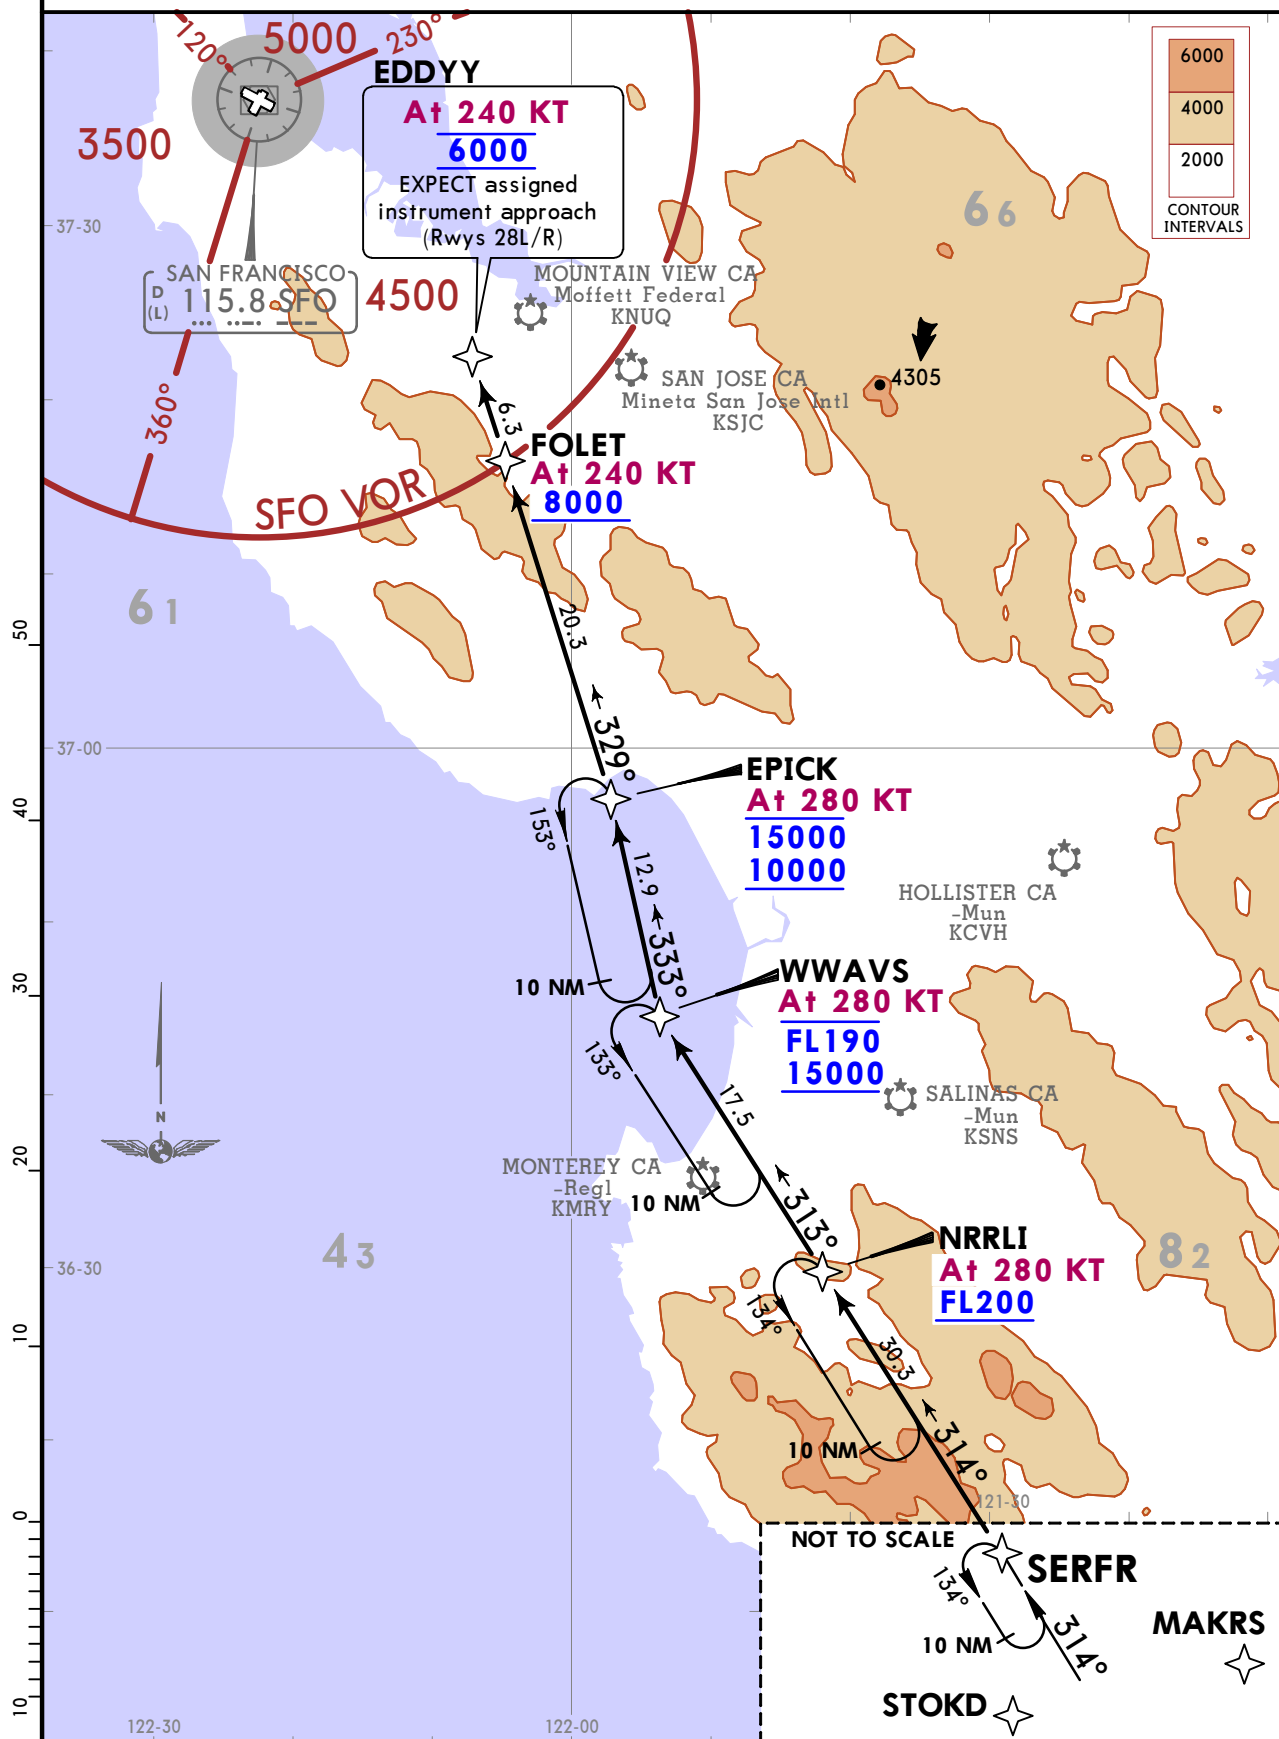 120°
5000
230°
6000
4000
2000
CONTOUR
INTERVALS
EDDYY
At 240 KT
6000
EXPECT assigned
instrument approach
(Rwys 28L/R)
3500
66
37-30
SAN FRANCISCO
D
(L)
115.8 SFO
4500
MOUNTAIN VIEW CA
Moffett Federal
KNUQ
4305
SAN JOSE CA
Mineta San Jose Intl
KSJC
360°
6.3
FOLET
At 240 KT
8000
SFO VOR
61
20.3
50
329°
37-00
EPICK
At 280 KT
15000
10000
40
153°
12.9
333°
HOLLISTER CA
-Mun
KCVH
10 NM
30
WWAVS
At 280 KT
FL190
15000
133°
17.5
SALINAS CA
-Mun
KSNS
N
20
MONTEREY CA
-Regl
KMRY
10 NM
313°
43
82
36-30
NRRLI
At 280 KT
FL200
134°
30.3
10
10 NM
314°
121-30
0
NOT TO SCALE
SERFR
134°
10 NM
314°
MAKRS
STOKD
10
122-30
122-00